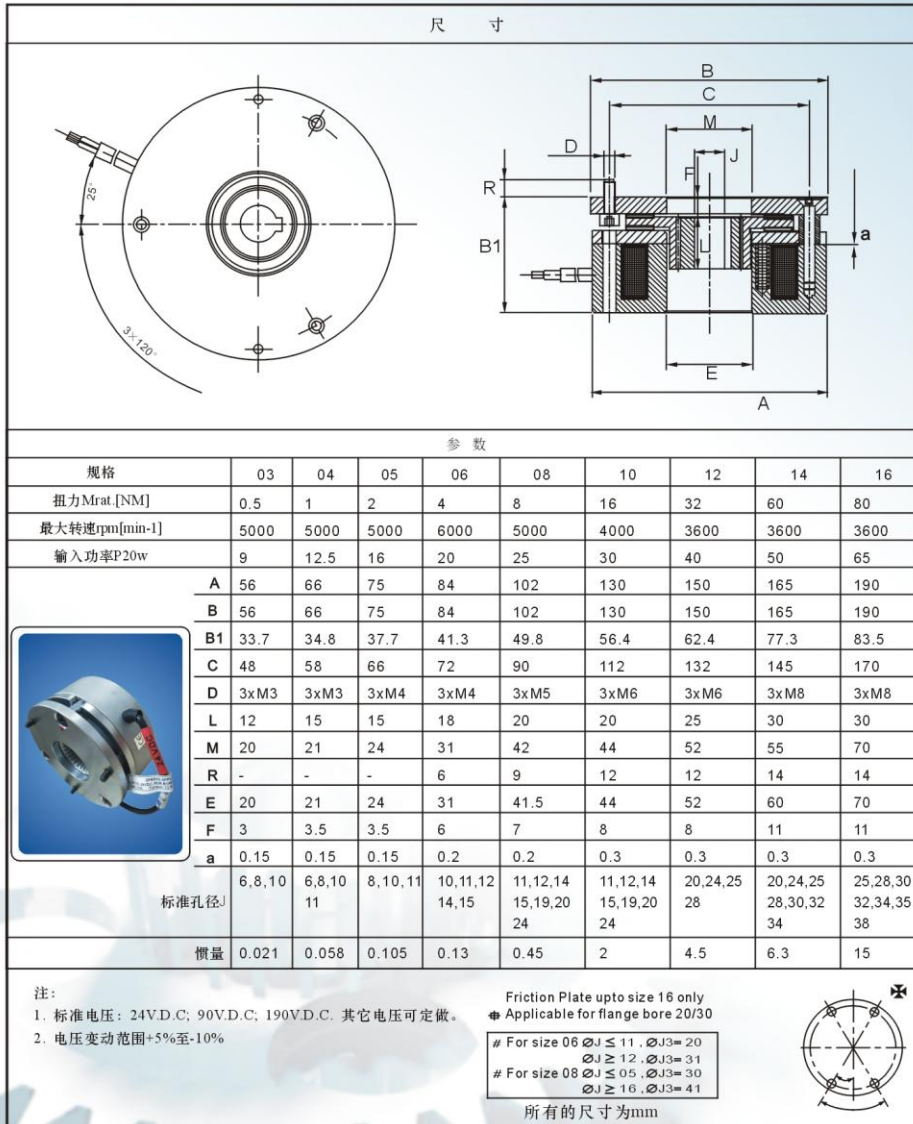 尺 寸
25°
3×120°
B
C
M
D
J
F
R
a
B1
L
E
A
参 数
规格 03 04 05 06 08 10 12 14 16
扭力Mrat.[NM] 0.5 1 2 4 8 16 32 60 80
最大转速rpm[min-1] 5000 5000 5000 6000 5000 4000 3600 3600 3600
输入功率P20w 9 12.5 16 20 25 30 40 50 65
A 56 66 75 84 102 130 150 165 190
B 56 66 75 84 102 130 150 165 190
B1 33.7 34.8 37.7 41.3 49.8 56.4 62.4 77.3 83.5
C 48 58 66 72 90 112 132 145 170
D 3xM3 3xM3 3xM4 3xM4 3xM5 3xM6 3xM6 3xM8 3xM8
L 12 15 15 18 20 20 25 30 30
M 20 21 24 31 42 44 52 55 70
R - - - 6 9 12 12 14 14
E 20 21 24 31 41.5 44 52 60 70
F 3 3.5 3.5 6 7 8 8 11 11
a 0.15 0.15 0.15 0.2 0.2 0.3 0.3 0.3 0.3
标准孔径J 6,8,10 6,8,10 8,10,11 10,11,12 11,12,14 11,12,14 20,24,25 20,24,25 25,28,30
11 14,15 15,19,20 15,19,20 28 28,30,32 32,34,35
24 24 34 38
惯量 0.021 0.058 0.105 0.13 0.45 2 4.5 6.3 15
24VDC
注:
1. 标准电压: 24V.D.C; 90V.D.C; 190V.D.C. 其它电压可定做。
2. 电压变动范围+5%至-10%
Friction Plate upto size 16 only
Applicable for flange bore 20/30
# For size 06 ØJ ≤ 11 , ØJ3= 20
ØJ ≥ 12 , ØJ3= 31
# For size 08 ØJ ≤ 05 , ØJ3= 30
ØJ ≥ 16 , ØJ3= 41
所有的尺寸为mm